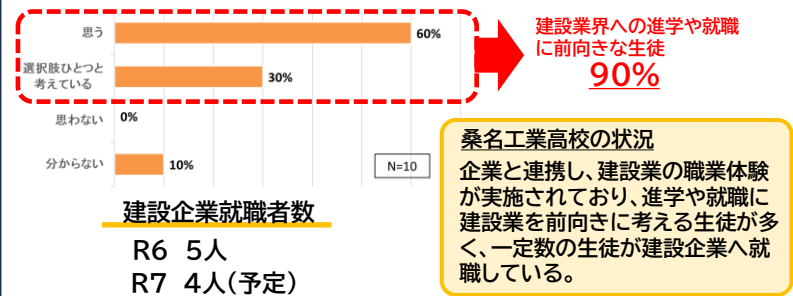 思う
60%
選択肢ひとつと
考えている
30%
思わない
0%
分からない
10%
N=10
建設業界への進学や就職
に前向きな生徒
90%
建設企業就職者数
R6 5人
R7 4人(予定)
桑名工業高校の状況
企業と連携し、建設業の職業体験
が実施されており、進学や就職に
建設業を前向きに考える生徒が多
く、一定数の生徒が建設企業へ就
職している。